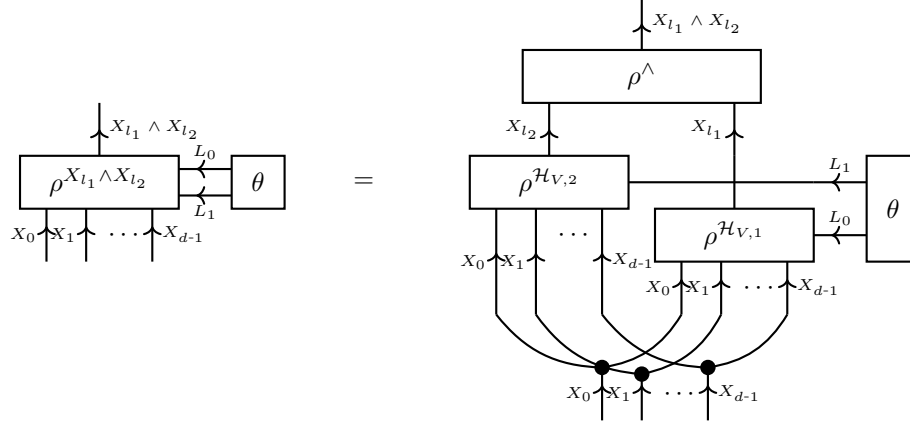 X_{l_1} ∧ X_{l_2}
ρ^∧
X_{l_1} ∧ X_{l_2}
X_{l_2} X_{l_1}
ρ^{X_{l_1} ∧ X_{l_2}} L_0 L_1 θ
=
ρ^{\mathcal{H}_{V,2}} L_1 θ
X_0 X_1 ... X_{d-1}
ρ^{\mathcal{H}_{V,1}} L_0
X_0 X_1 ... X_{d-1}
X_0 X_1 ... X_{d-1}
X_0 X_1 ... X_{d-1}